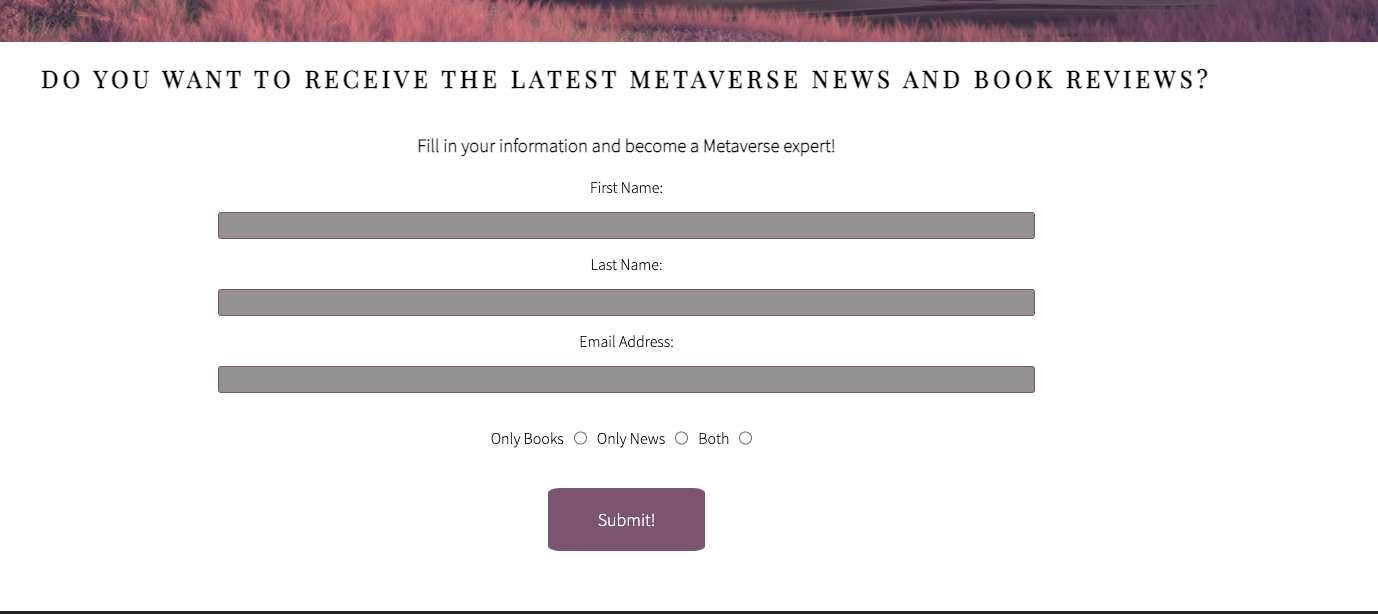 DO YOU WANT TO RECEIVE THE LATEST METAVERSE NEWS AND BOOK REVIEWS?
Fill in your information and become a Metaverse expert!
First Name:
Last Name:
Email Address:
Only Books Only News Both
Submit!